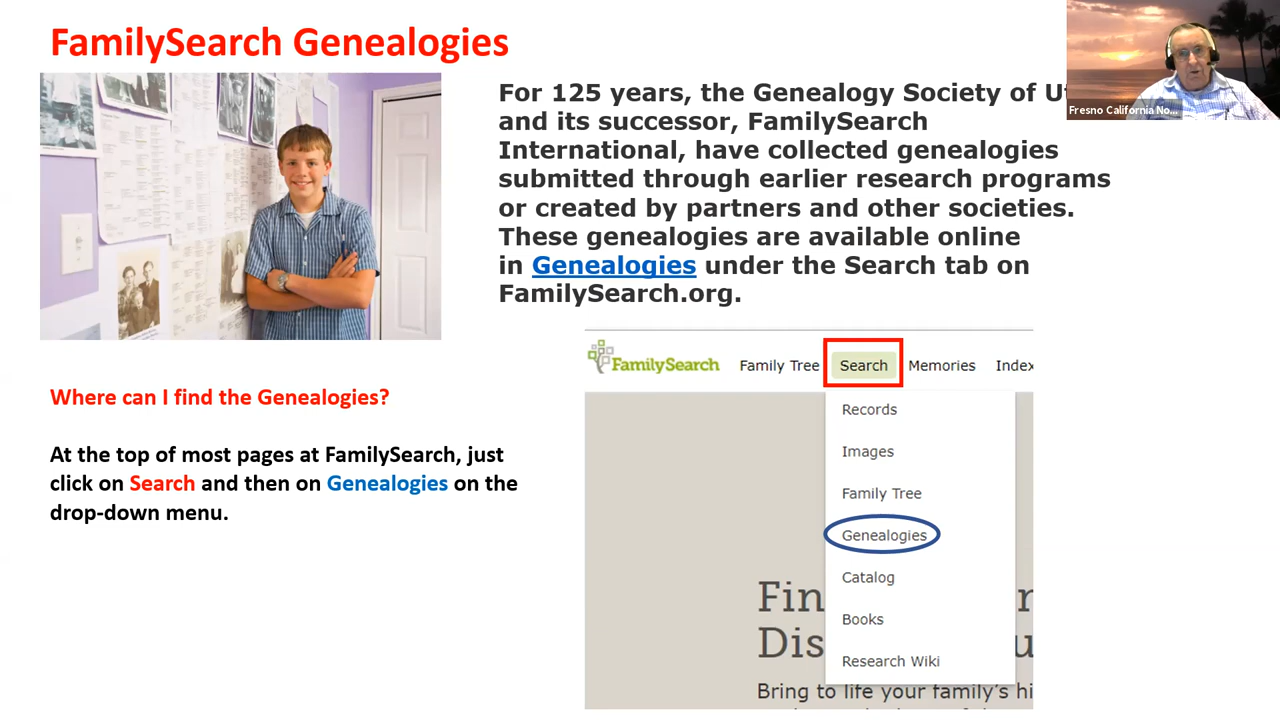 FamilySearch Genealogies
For 125 years, the Genealogy Society of
and its successor, FamilySearch
International, have collected genealogies
submitted through earlier research programs
or created by partners and other societies.
These genealogies are available online
in Genealogies under the Search tab on
FamilySearch.org.
Fresno California No...
Where can I find the Genealogies?
At the top of most pages at FamilySearch, just
click on Search and then on Genealogies on the
drop-down menu.
FamilySearch Family Tree Search Memories Index
Records
Images
Family Tree
Genealogies
Catalog
Books
Research Wiki
Fin
Dis
Bring to life your family's hi